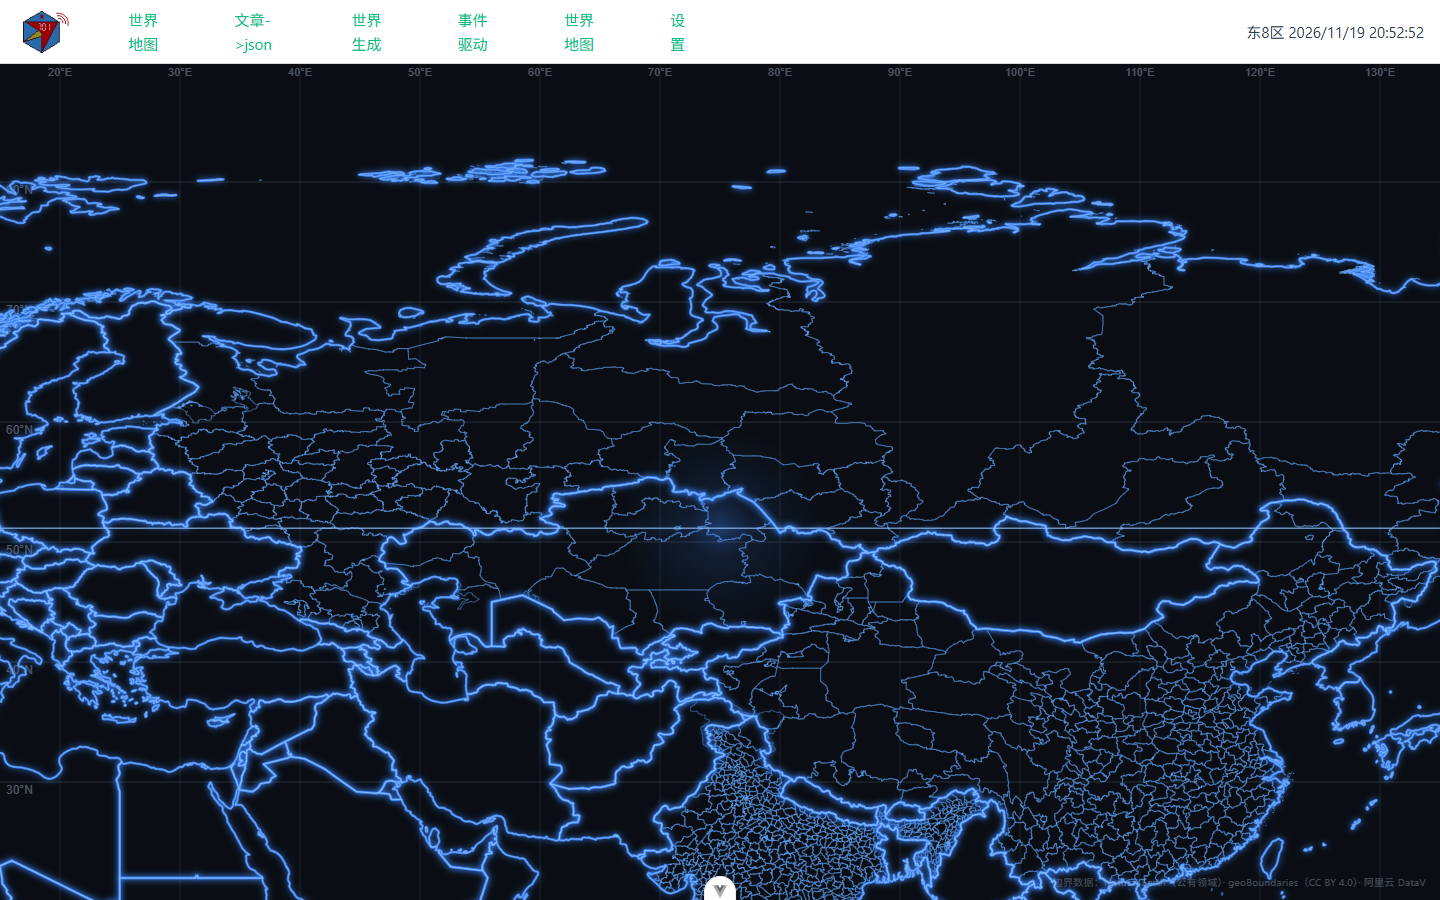 世界 文章- 世界 事件 世界 设
地图 >json 生成 驱动 地图 置
东8区 2026/11/19 20:52:52
20°E 30°E 40°E 50°E 60°E 70°E 80°E 90°E 100°E 110°E 120°E 130°E
70°N
60°N
50°N
40°N
30°N
geoBoundaries（CC BY 4.0）· 阿里云 DataV